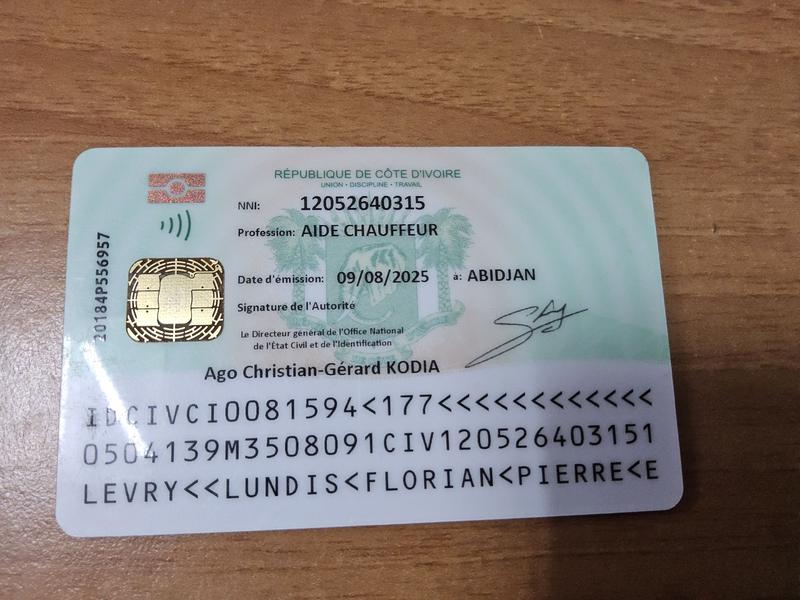 RÉPUBLIQUE DE CÔTE D'IVOIRE
UNION • DISCIPLINE • TRAVAIL
NNI: 12052640315
Profession: AIDE CHAUFFEUR
Date d'émission: 09/08/2025 à: ABIDJAN
Signature de l'Autorité
Le Directeur général de l'Office National
de l'État Civil et de l'Identification
Ago Christian-Gérard KODIA
20184P556957
IDCIVCI0081594<177<<<<<<<<<<<<
0504139M3508091CIV120526403151
LEVRY<<LUNDIS<FLORIAN<PIERRE<E